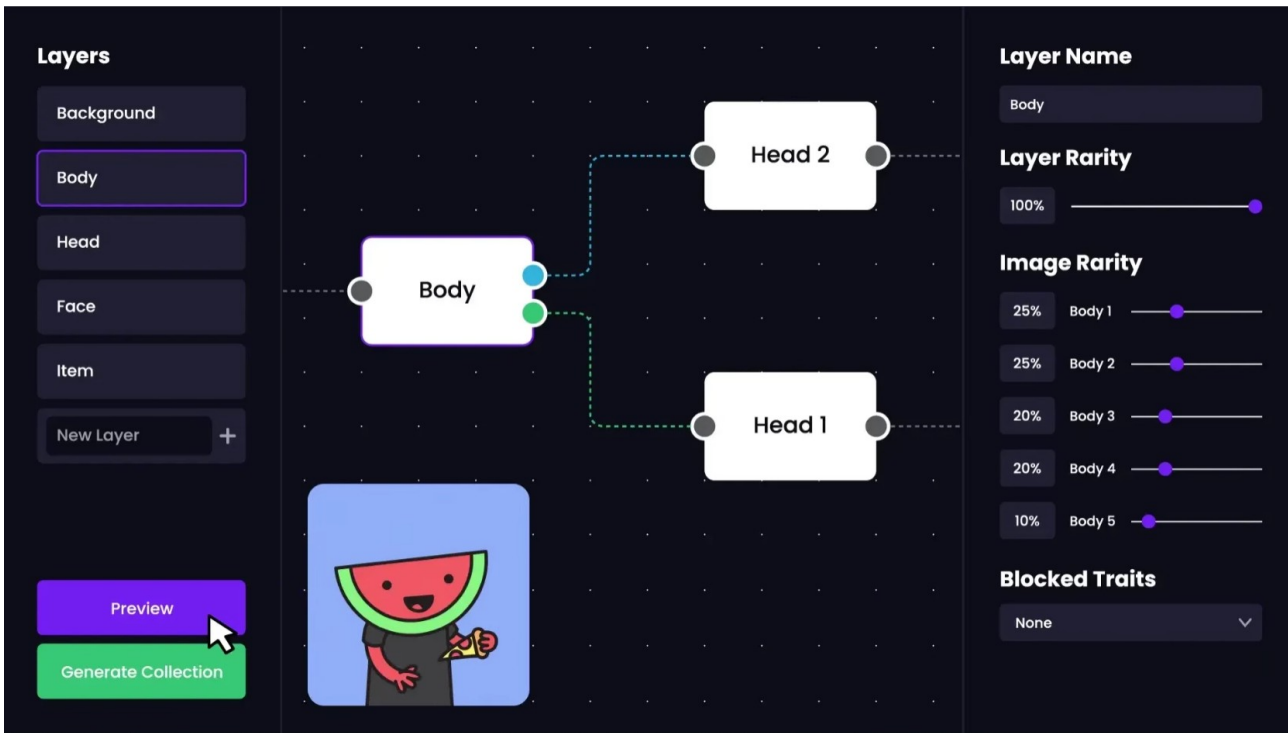 Layers
Background
Body
Head
Face
Item
New Layer +
Preview
Generate Collection
Body
Head 2
Head 1
Layer Name
Body
Layer Rarity
100%
Image Rarity
25% Body 1
25% Body 2
20% Body 3
20% Body 4
10% Body 5
Blocked Traits
None